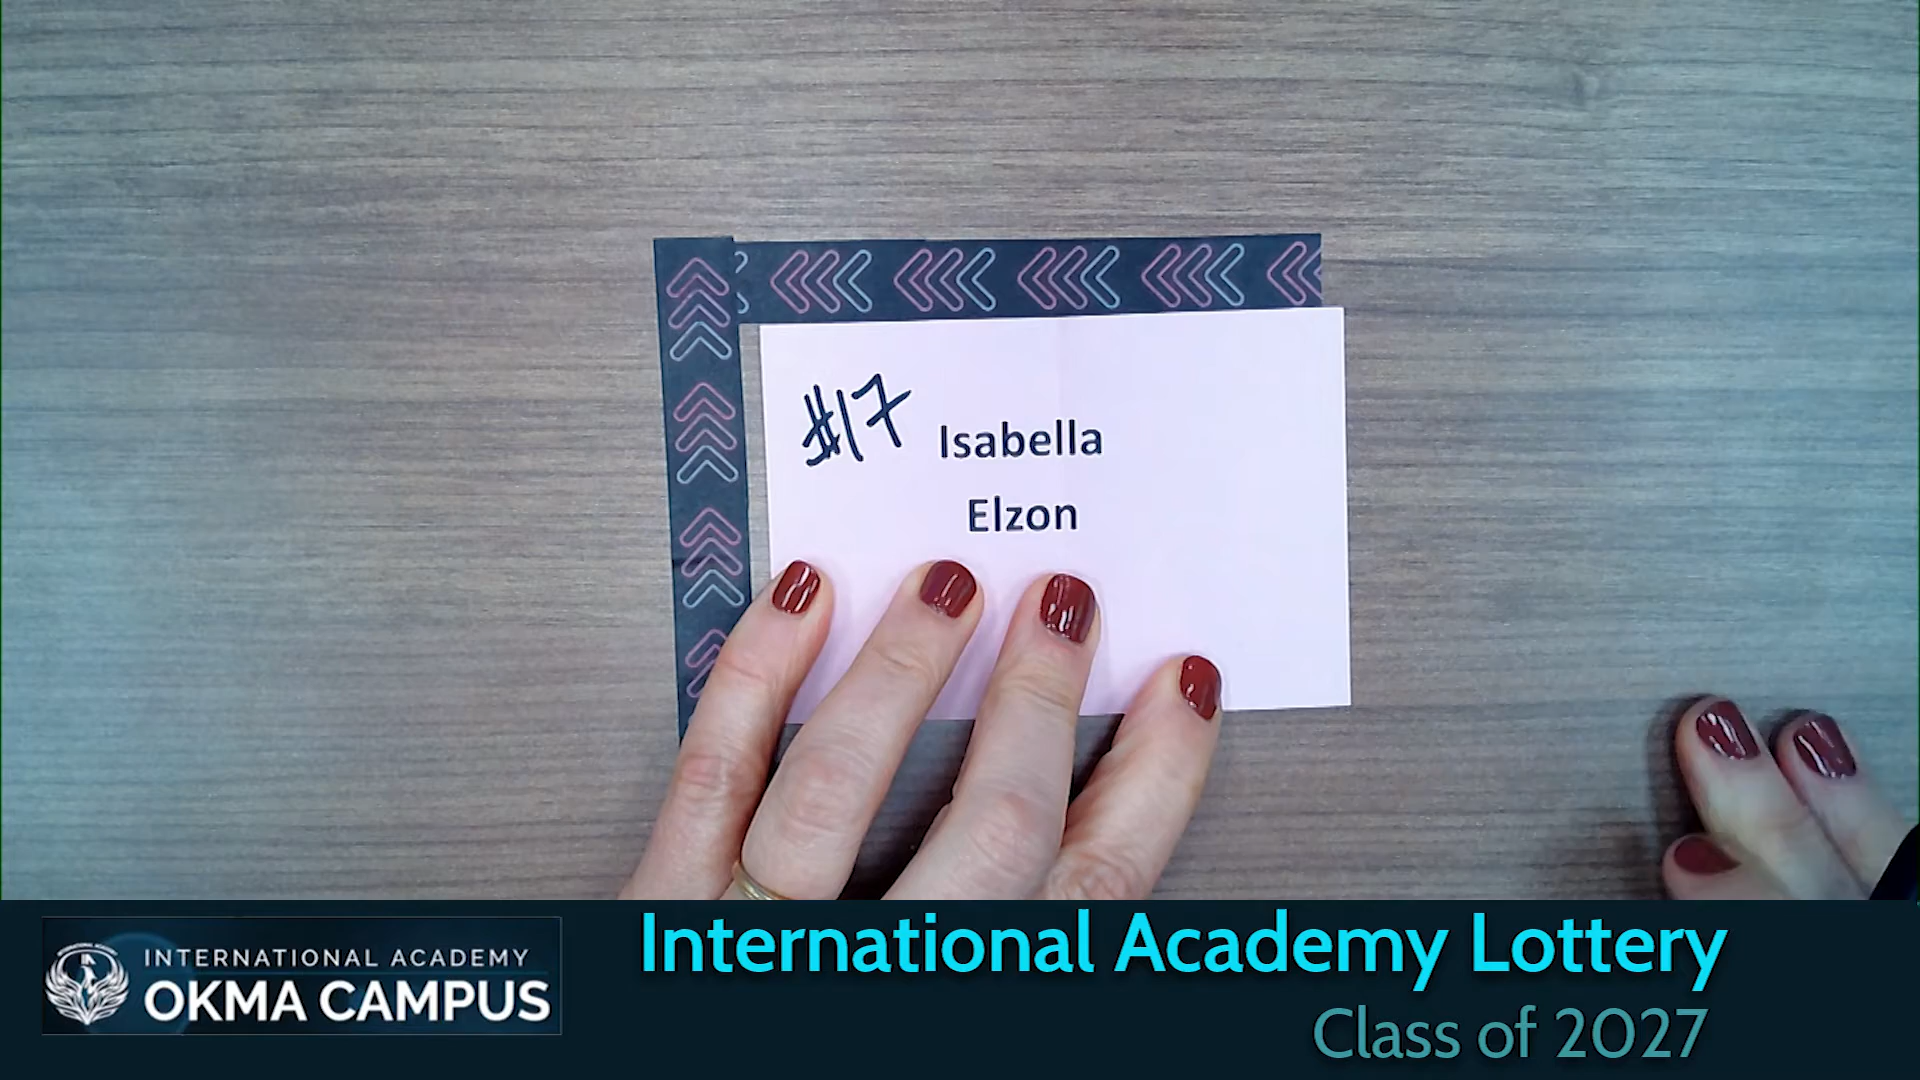 #17
Isabella
Elzon
INTERNATIONAL ACADEMY
OKMA CAMPUS
International Academy Lottery
Class of 2027